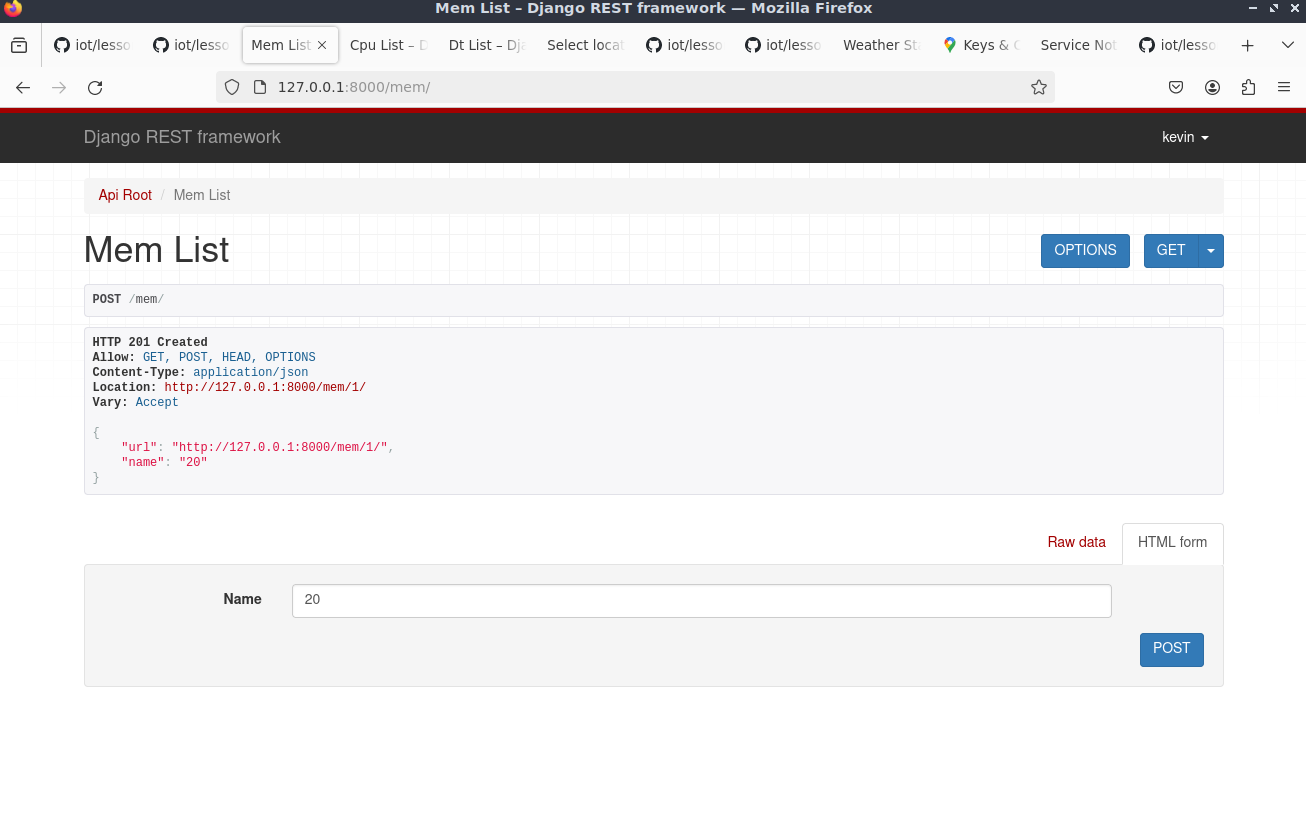 Mem List – Django REST framework — Mozilla Firefox
iot/lesso
iot/lesso
Mem List
Cpu List – D
Dt List – Dja
Select locat
iot/lesso
iot/lesso
Weather St
Keys & C
Service Not
iot/lesso
127.0.0.1:8000/mem/
Django REST framework
kevin
Api Root / Mem List
Mem List
OPTIONS
GET
POST /mem/
HTTP 201 Created
Allow: GET, POST, HEAD, OPTIONS
Content-Type: application/json
Location: http://127.0.0.1:8000/mem/1/
Vary: Accept
{
"url": "http://127.0.0.1:8000/mem/1/",
"name": "20"
}
Raw data
HTML form
Name
20
POST